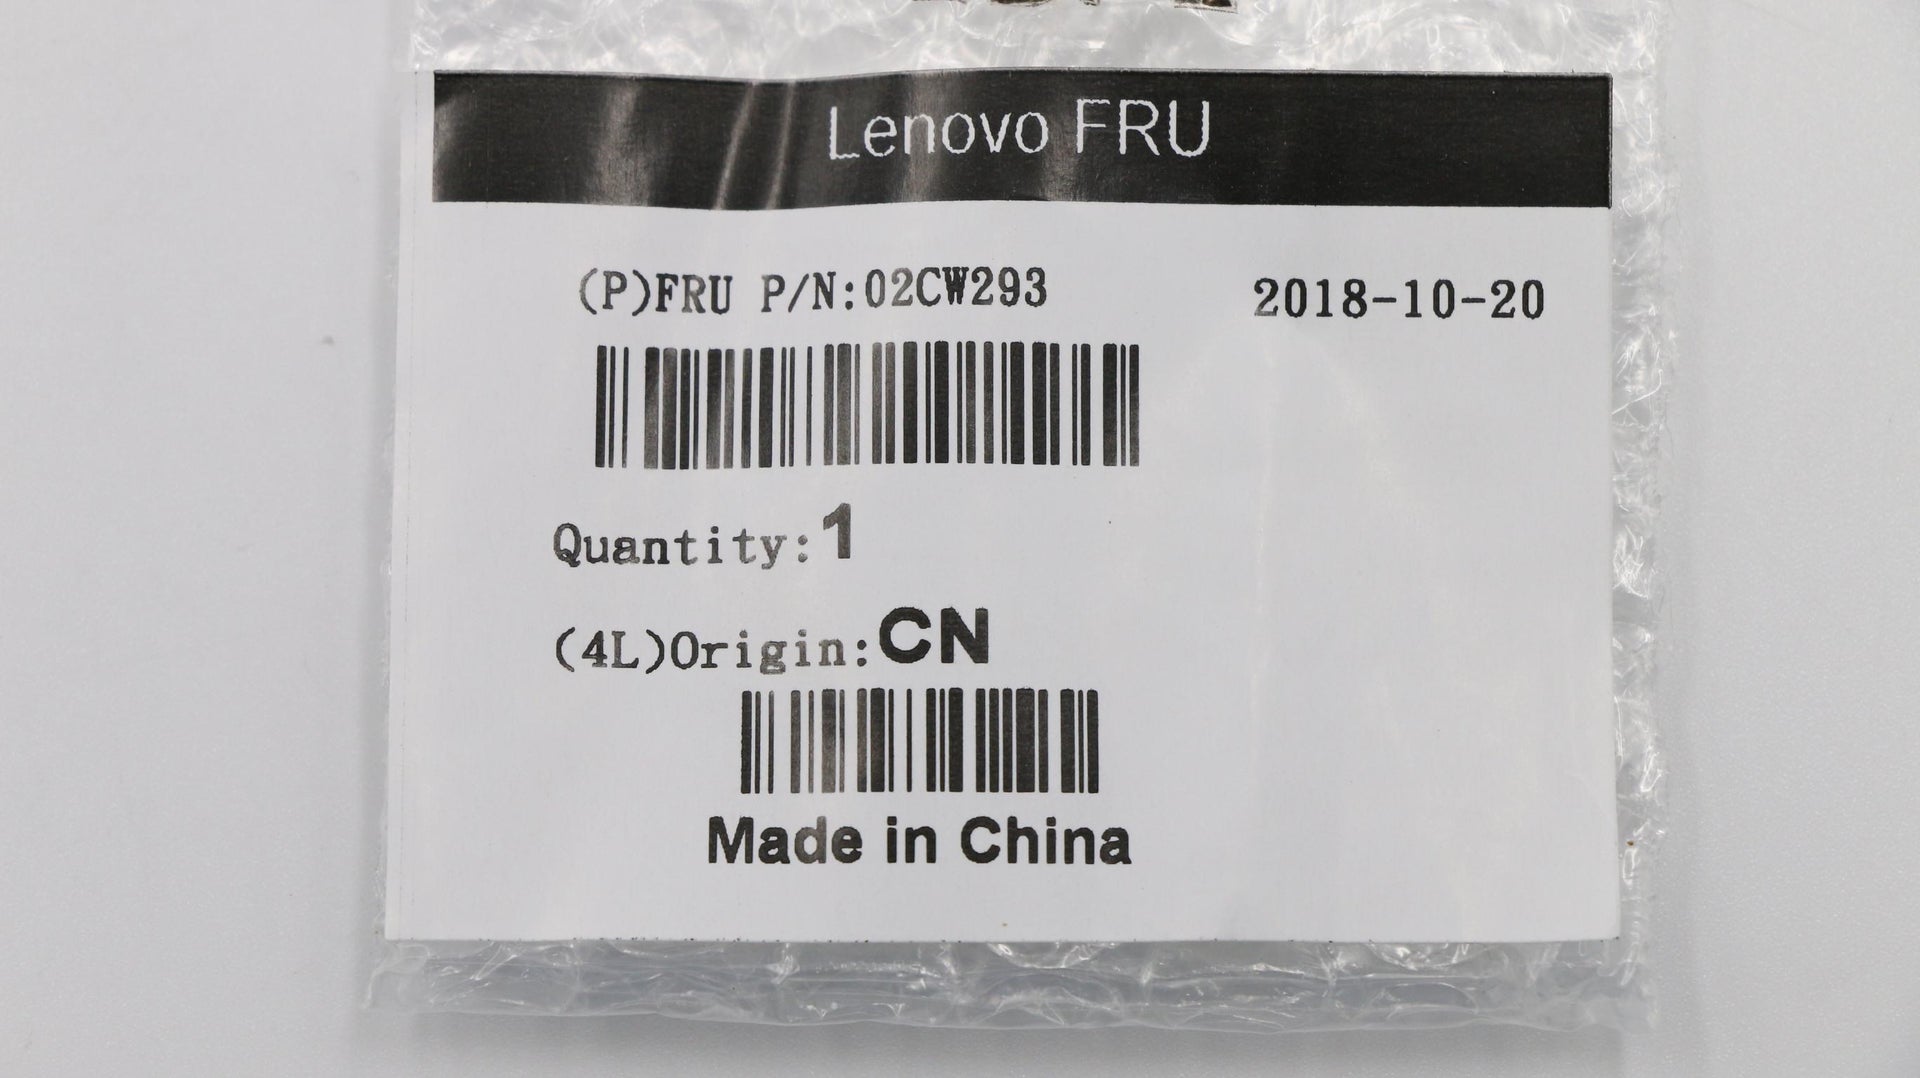 Lenovo FRU
(P)FRU P/N:02CW293
2018-10-20
Quantity:1
(4L)Origin:CN
Made in China